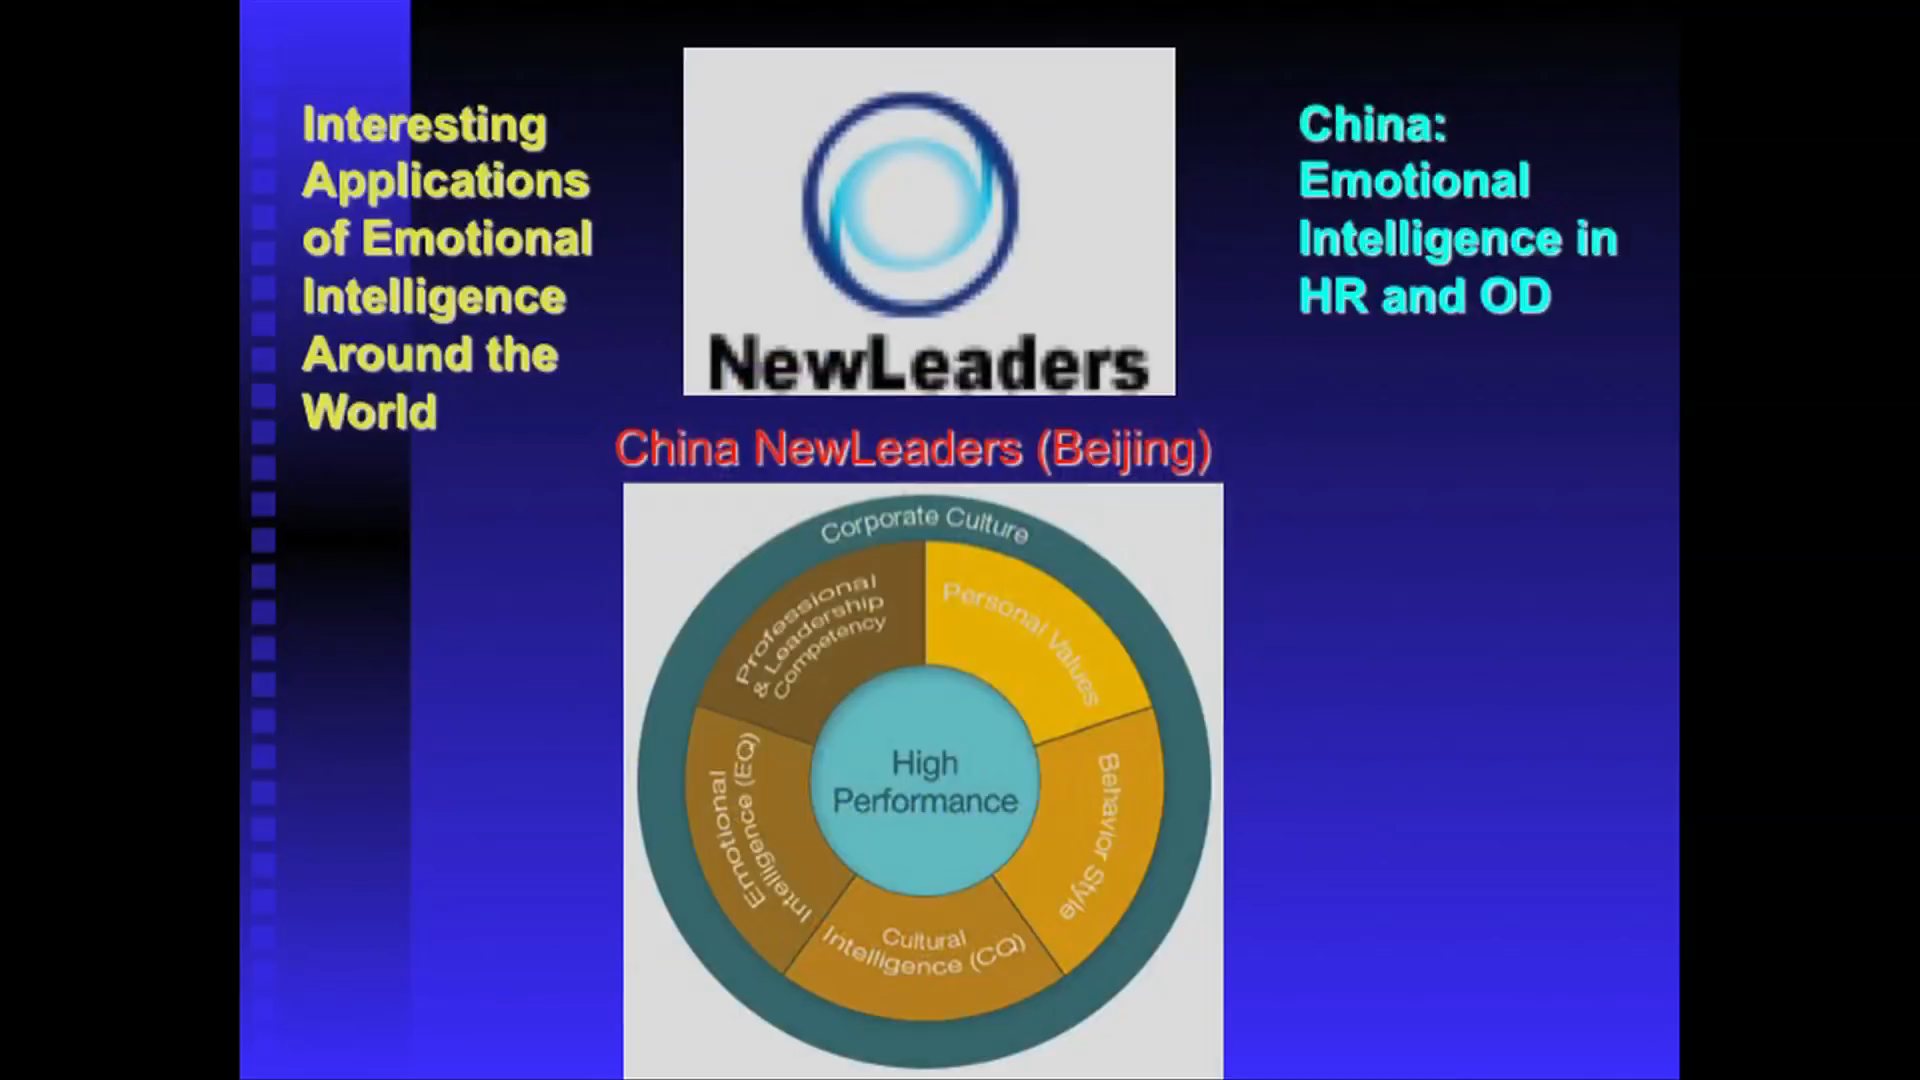 Interesting
Applications
of Emotional
Intelligence
Around the
World
NewLeaders
China:
Emotional
Intelligence in
HR and OD
China NewLeaders (Beijing)
Corporate Culture
Professional
& Leadership
Competency
Personal Values
Behavior Style
Cultural
Intelligence (CQ)
Emotional
Intelligence (EQ)
High
Performance